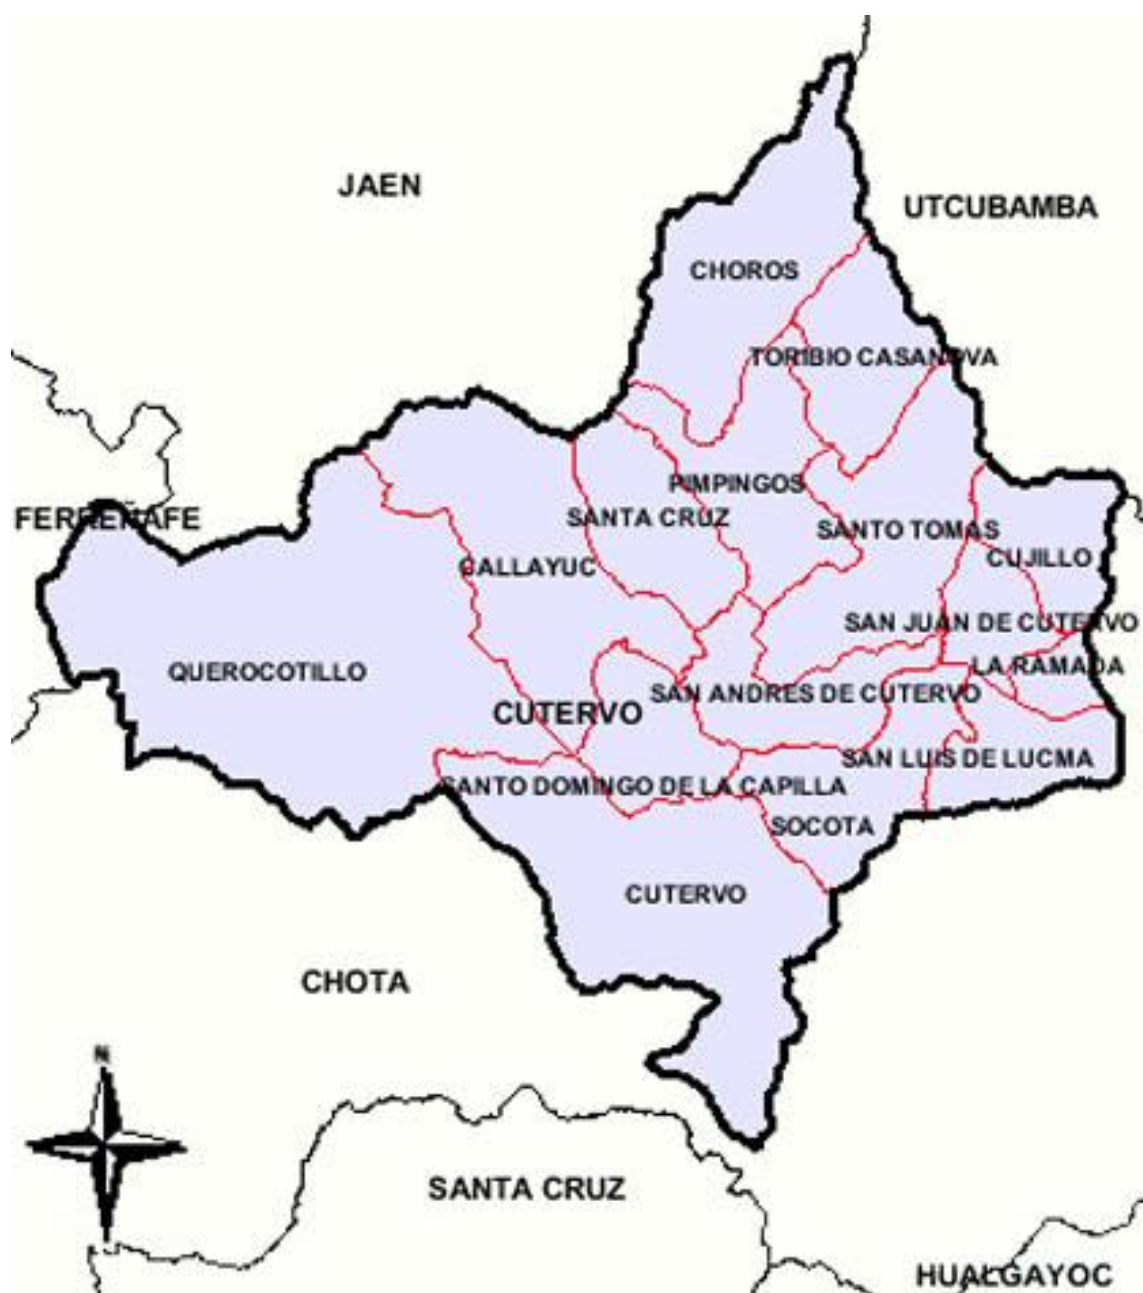 JAEN
UTCUBAMBA
CHOROS
TORIBIO CASANOVA
PIMPINGOS
FERREÑAFE
SANTA CRUZ
SANTO TOMAS
CALLAYUC
CUJILLO
SAN JUAN DE CUTERVO
QUEROCOTILLO
LA RAMADA
SAN ANDRES DE CUTERVO
CUTERVO
SAN LUIS DE LUCMA
SANTO DOMINGO DE LA CAPILLA
SOCOTA
CUTERVO
CHOTA
N
SANTA CRUZ
HUALGAYOC